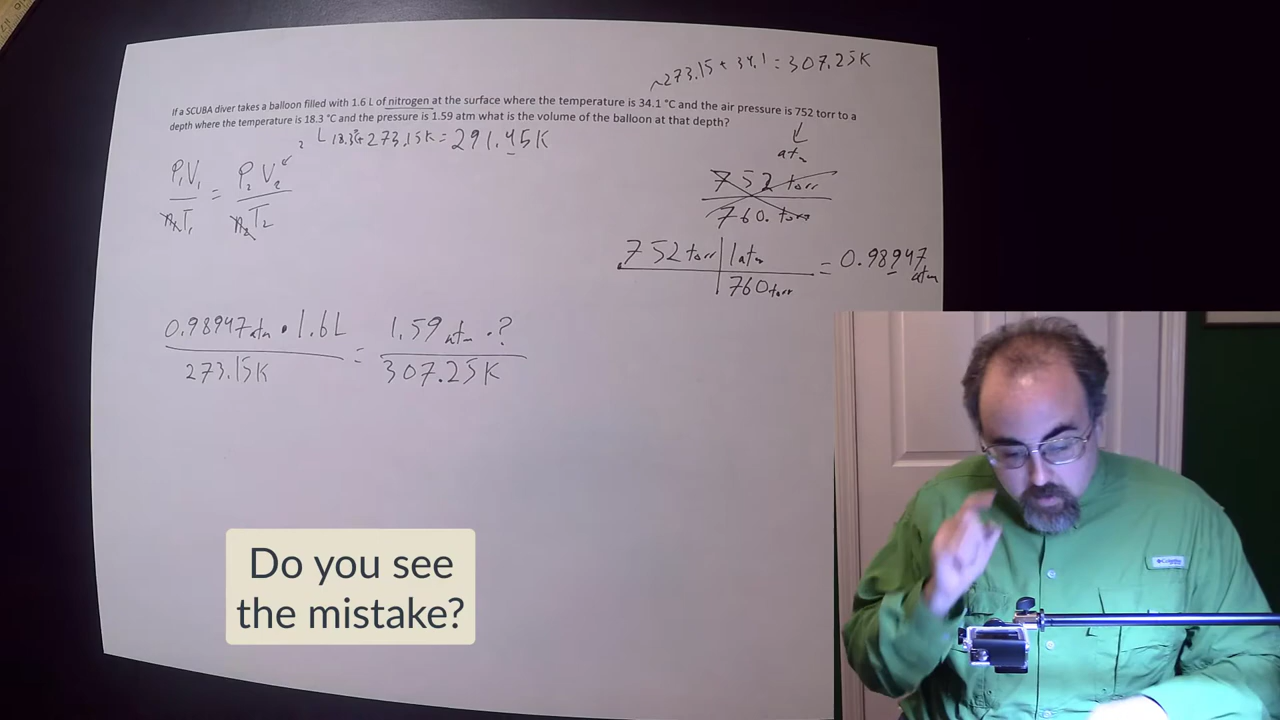 ~273.15 + 34.1 = 307.25K
If a SCUBA diver takes a balloon filled with 1.6 L of nitrogen at the surface where the temperature is 34.1 °C and the air pressure is 752 torr to a
depth where the temperature is 18.3 °C and the pressure is 1.59 atm what is the volume of the balloon at that depth?
18.3°+273.15K = 291.45K
atm
P₁V₁ = P₂V₂
n₁T₁ n₂T₂
752 torr
760. torr
752 torr | 1 atm = 0.98947 atm
760 torr
0.98947 atm • 1.6L = 1.59 atm • ?
273.15K 307.25K
Do you see
the mistake?
Columbia